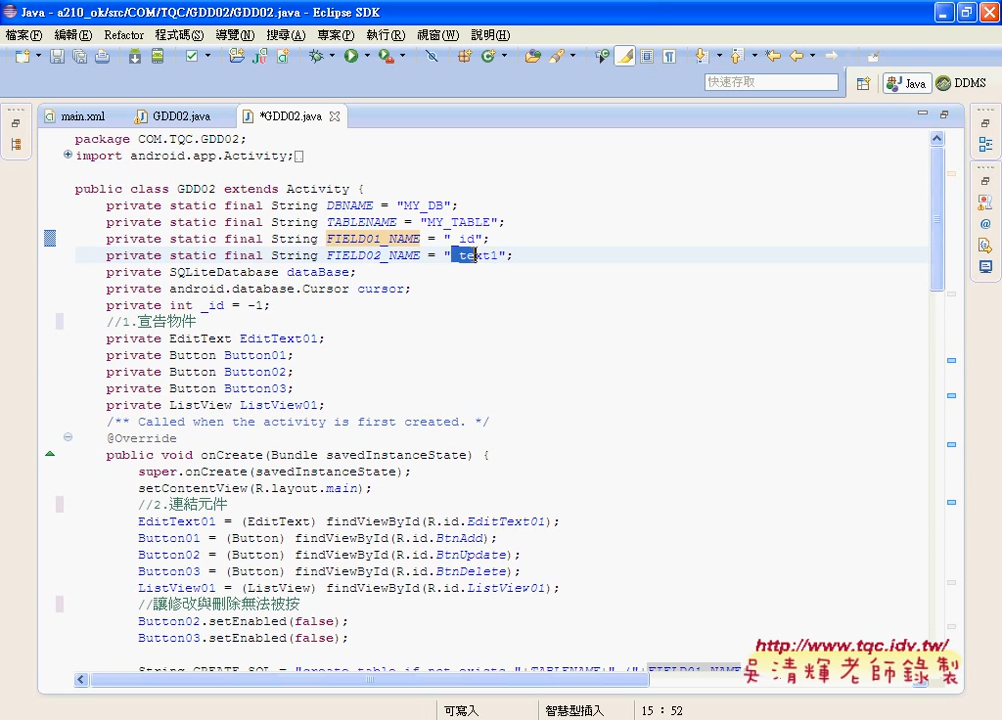 Java - a210_ok/src/COM/TQC/GDD02/GDD02.java - Eclipse SDK
檔案(F) 編輯(E) Refactor 程式碼(S) 導覽(N) 搜尋(A) 專案(P) 執行(R) 視窗(W) 說明(H)
快速存取 Java DDMS
main.xml GDD02.java *GDD02.java
package COM.TQC.GDD02;
import android.app.Activity;
public class GDD02 extends Activity {
private static final String DBNAME = "MY_DB";
private static final String TABLENAME = "MY_TABLE";
private static final String FIELD01_NAME = "_id";
private static final String FIELD02_NAME = "_text1";
private SQLiteDatabase dataBase;
private android.database.Cursor cursor;
private int _id = -1;
//1.宣告物件
private EditText EditText01;
private Button Button01;
private Button Button02;
private Button Button03;
private ListView ListView01;
/** Called when the activity is first created. */
@Override
public void onCreate(Bundle savedInstanceState) {
super.onCreate(savedInstanceState);
setContentView(R.layout.main);
//2.連結元件
EditText01 = (EditText) findViewById(R.id.EditText01);
Button01 = (Button) findViewById(R.id.BtnAdd);
Button02 = (Button) findViewById(R.id.BtnUpdate);
Button03 = (Button) findViewById(R.id.BtnDelete);
ListView01 = (ListView) findViewById(R.id.ListView01);
//讓修改與刪除無法被按
Button02.setEnabled(false);
Button03.setEnabled(false);
String CREATE_SQL = "create table if not exists "+TABLENAME+" ("+FIELD01_NAME
http://www.tqc.idv.tw/
吳清輝老師錄製
可寫入 智慧型插入 15 : 52